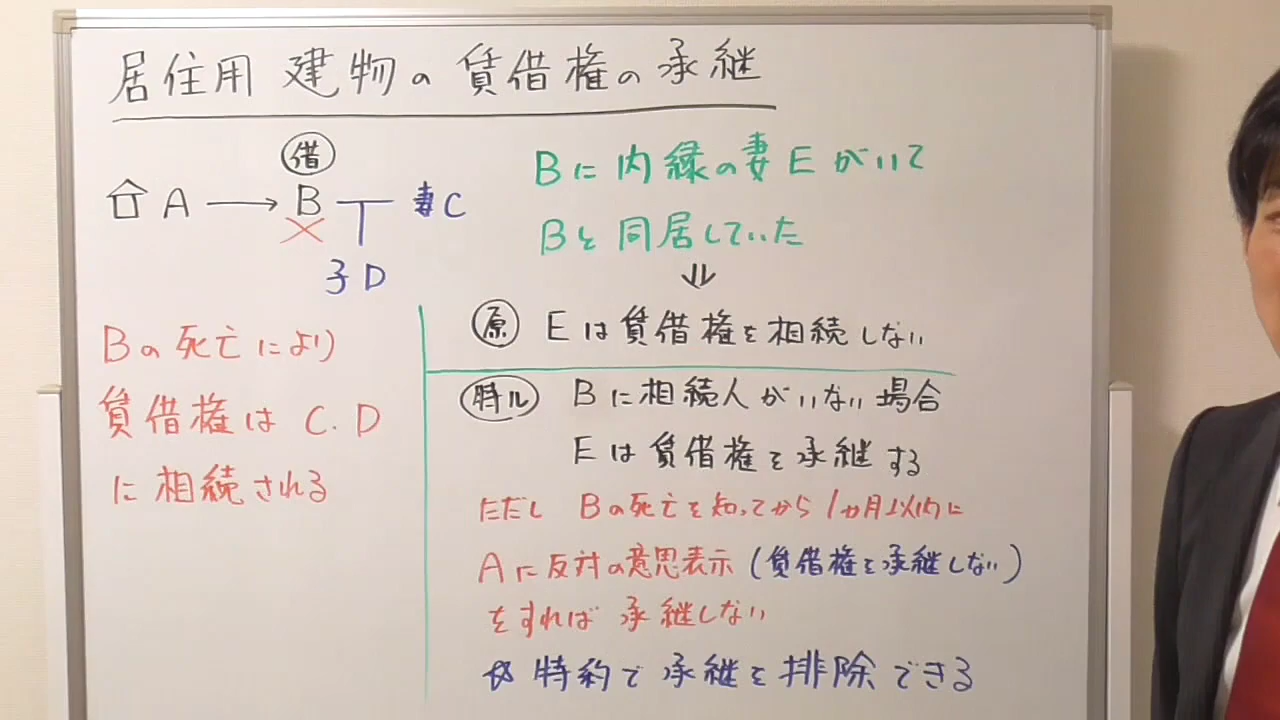 居住用 建物の賃借権の承継
借
A → B 妻C
子D
Bの死亡により
賃借権は C.D
に相続される
Bに内縁の妻Eがいて
Bと同居していた
⇓
原 Eは賃借権を相続しない
特ル Bに相続人がいない場合
Eは賃借権を承継する
ただし Bの死亡を知ってから1ヵ月以内に
Aに反対の意思表示(賃借権を承継しない)
をすれば 承継しない
☆特約で承継を排除できる